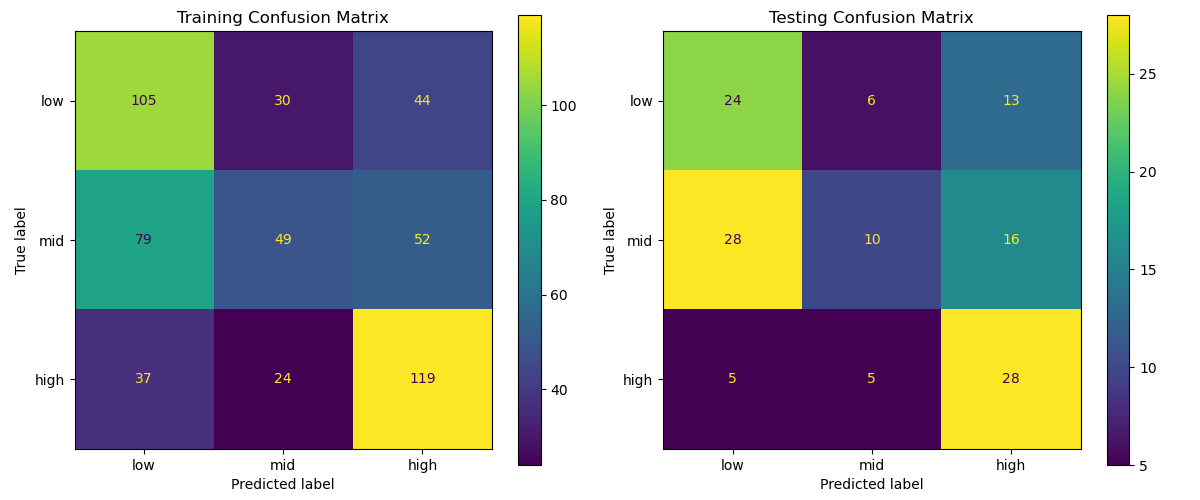 Training Confusion Matrix
low 105 30 44
mid 79 49 52
high 37 24 119
low mid high
Predicted label
True label
100
80
60
40
Testing Confusion Matrix
low 24 6 13
mid 28 10 16
high 5 5 28
low mid high
Predicted label
True label
25
20
15
10
5